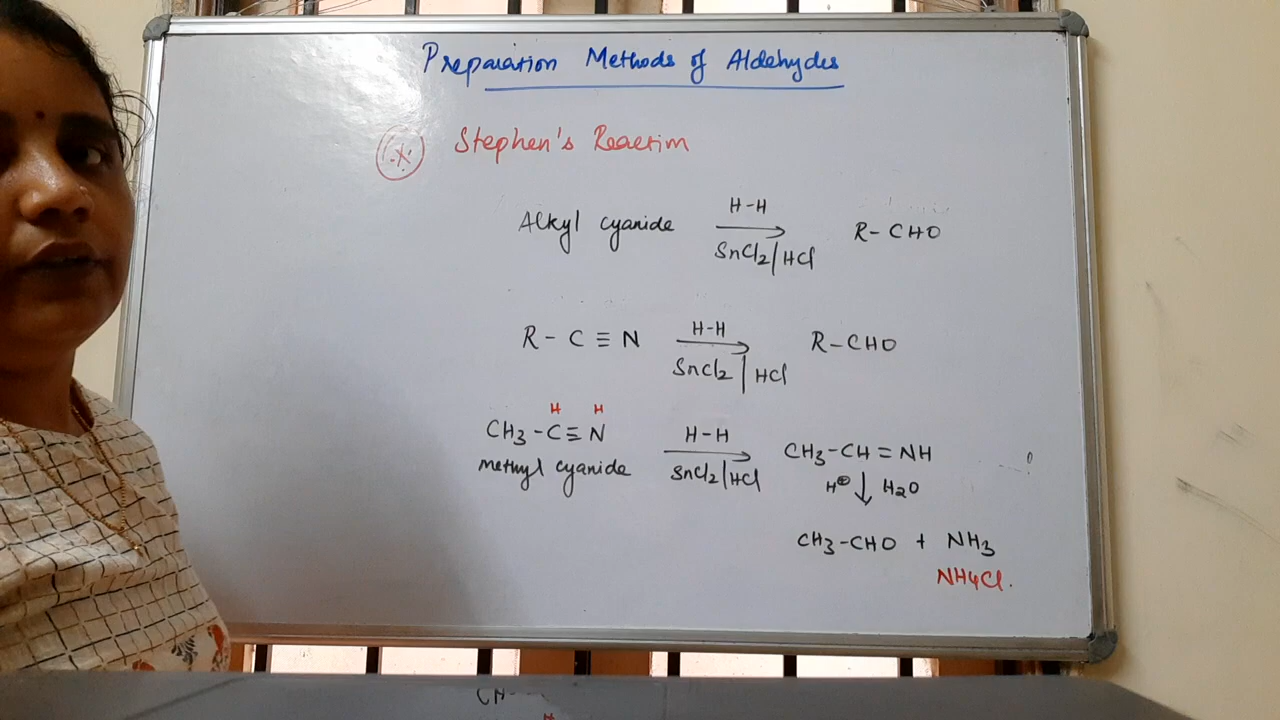 Preparation Methods of Aldehydes
(*) Stephen's Reaction
H-H
Alkyl cyanide → R-CHO
SnCl2/HCl
H-H
R-C≡N → R-CHO
SnCl2/HCl
H H
CH3-C≡N H-H → CH3-CH=NH
methyl cyanide SnCl2/HCl H⊕ ↓ H2O
CH3-CHO + NH3
NH4Cl.
CH-
H